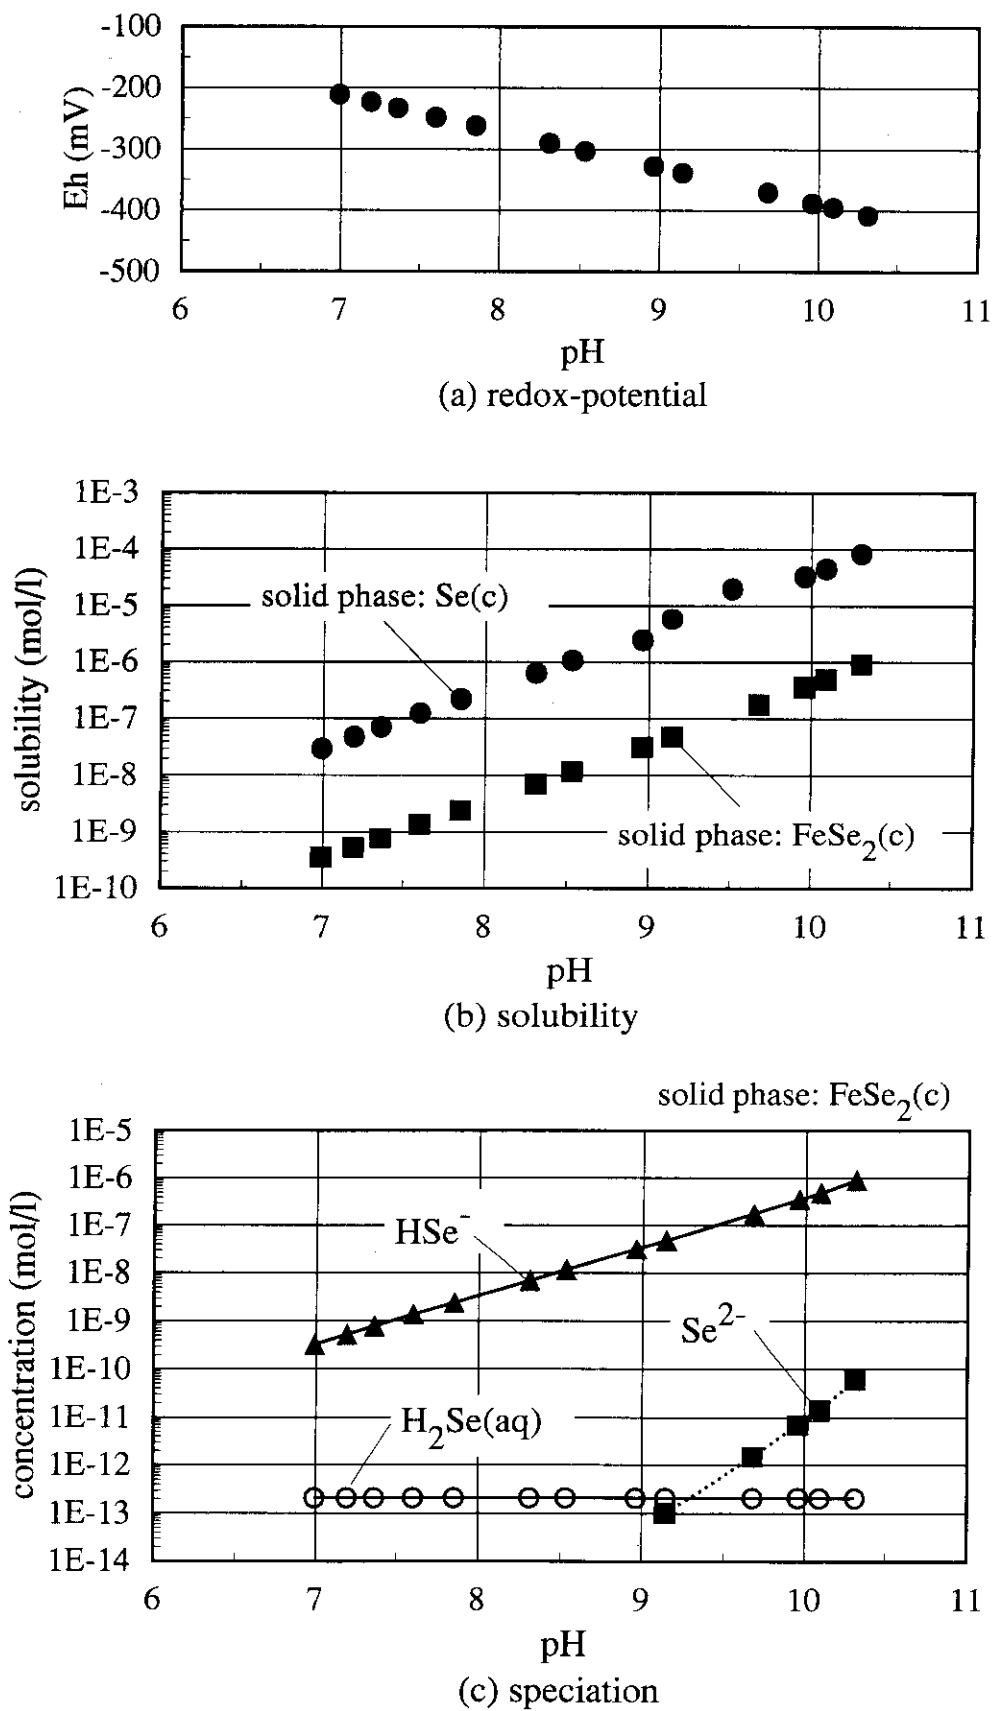 -100
-200
-300
-400
-500
Eh (mV)
6 7 8 9 10 11
pH
(a) redox-potential
1E-3
1E-4
1E-5
1E-6
1E-7
1E-8
1E-9
1E-10
solubility (mol/l)
solid phase: Se(c)
solid phase: FeSe2(c)
6 7 8 9 10 11
pH
(b) solubility
solid phase: FeSe2(c)
1E-5
1E-6
1E-7
1E-8
1E-9
1E-10
1E-11
1E-12
1E-13
1E-14
concentration (mol/l)
HSe-
Se2-
H2Se(aq)
6 7 8 9 10 11
pH
(c) speciation